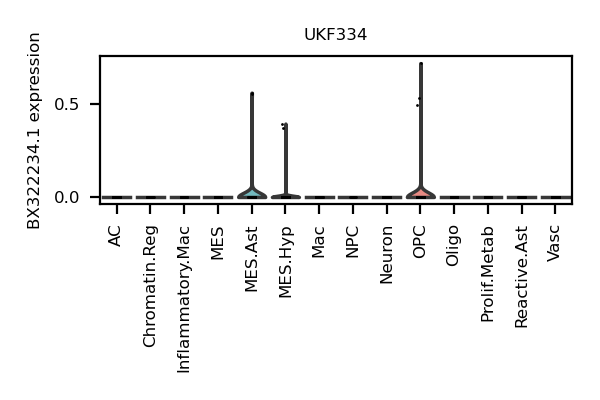 UKF334
BX322234.1 expression
0.5
0.0
AC
Chromatin.Reg
Inflammatory.Mac
MES
MES.Ast
MES.Hyp
Mac
NPC
Neuron
OPC
Oligo
Prolif.Metab
Reactive.Ast
Vasc